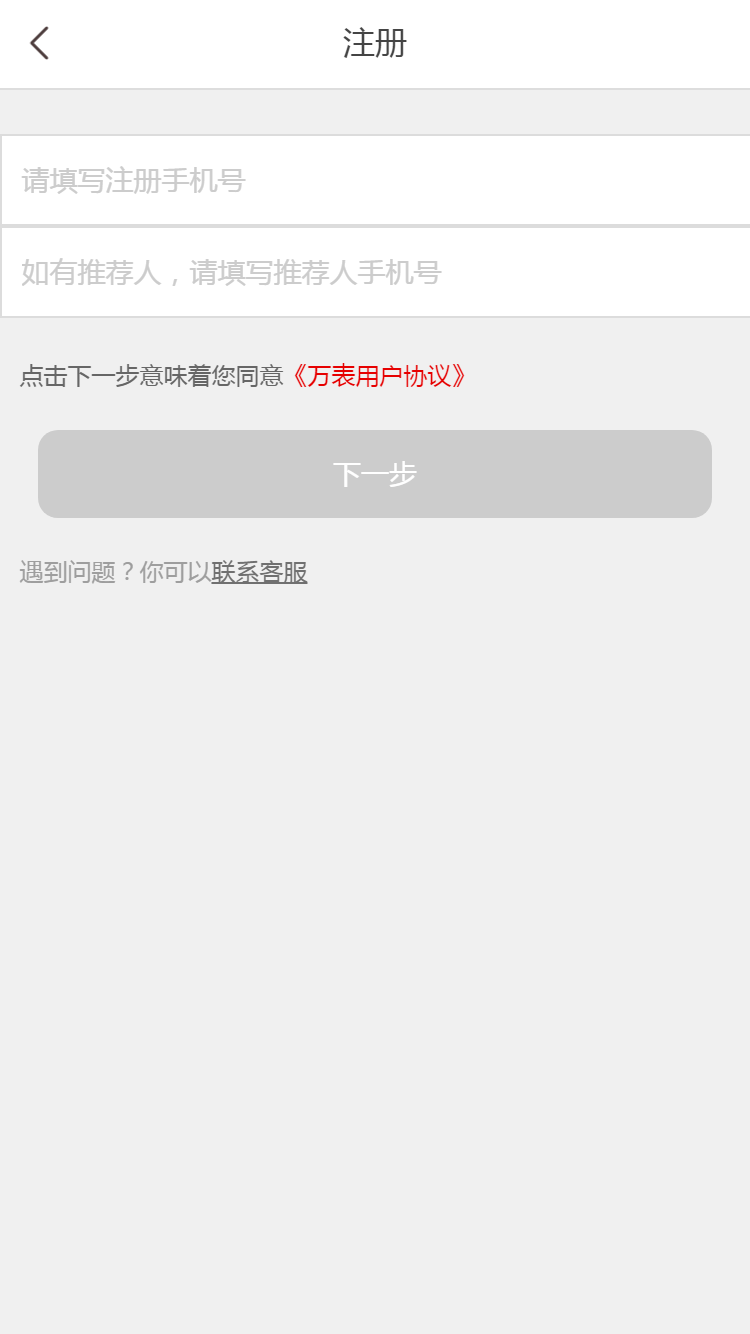 注册
请填写注册手机号
如有推荐人，请填写推荐人手机号
点击下一步意味着您同意《万表用户协议》
下一步
遇到问题？你可以联系客服